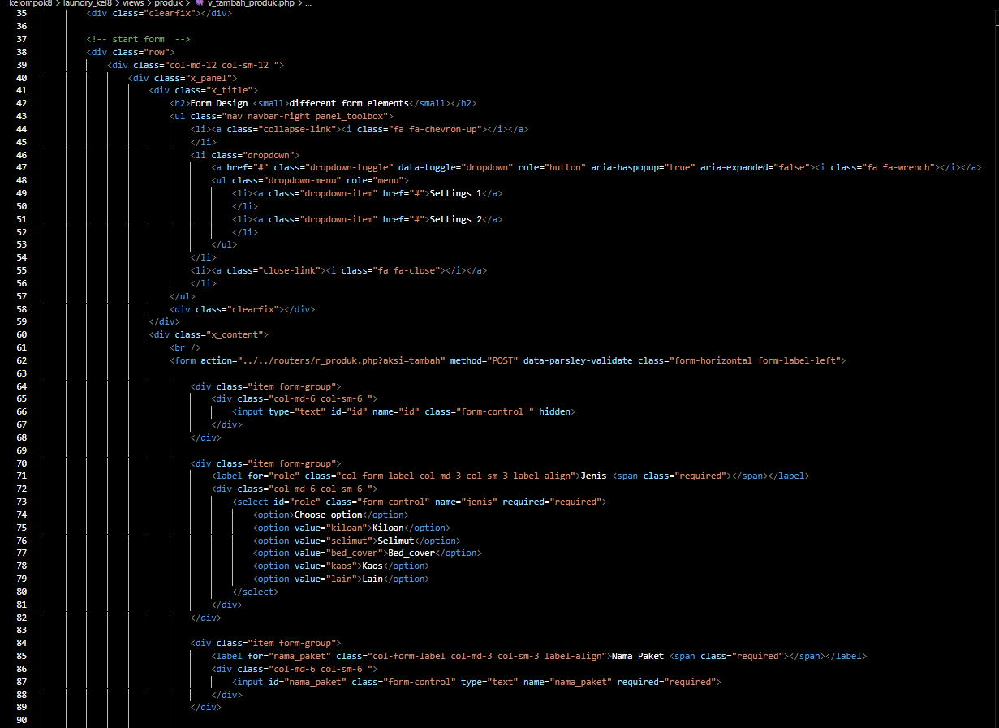 kelompok8 > laundry_kel8 > views > produk > v_tambah_produk.php > ...
35 <div class="clearfix"></div>
36
37 <!-- start form  -->
38 <div class="row">
39 <div class="col-md-12 col-sm-12 ">
40 <div class="x_panel">
41 <div class="x_title">
42 <h2>Form Design <small>different form elements</small></h2>
43 <ul class="nav navbar-right panel_toolbox">
44 <li><a class="collapse-link"><i class="fa fa-chevron-up"></i></a>
45 </li>
46 <li class="dropdown">
47 <a href="#" class="dropdown-toggle" data-toggle="dropdown" role="button" aria-haspopup="true" aria-expanded="false"><i class="fa fa-wrench"></i></a>
48 <ul class="dropdown-menu" role="menu">
49 <li><a class="dropdown-item" href="#">Settings 1</a>
50 </li>
51 <li><a class="dropdown-item" href="#">Settings 2</a>
52 </li>
53 </ul>
54 </li>
55 <li><a class="close-link"><i class="fa fa-close"></i></a>
56 </li>
57 </ul>
58 <div class="clearfix"></div>
59 </div>
60 <div class="x_content">
61 <br />
62 <form action="../../routers/r_produk.php?aksi=tambah" method="POST" data-parsley-validate class="form-horizontal form-label-left">
63
64 <div class="item form-group">
65 <div class="col-md-6 col-sm-6 ">
66 <input type="text" id="id" name="id" class="form-control " hidden>
67 </div>
68 </div>
69
70 <div class="item form-group">
71 <label for="role" class="col-form-label col-md-3 col-sm-3 label-align">Jenis <span class="required"></span></label>
72 <div class="col-md-6 col-sm-6 ">
73 <select id="role" class="form-control" name="jenis" required="required">
74 <option>Choose option</option>
75 <option value="kiloan">Kiloan</option>
76 <option value="selimut">Selimut</option>
77 <option value="bed_cover">Bed_cover</option>
78 <option value="kaos">Kaos</option>
79 <option value="lain">Lain</option>
80 </select>
81 </div>
82 </div>
83
84 <div class="item form-group">
85 <label for="nama_paket" class="col-form-label col-md-3 col-sm-3 label-align">Nama Paket <span class="required"></span></label>
86 <div class="col-md-6 col-sm-6 ">
87 <input id="nama_paket" class="form-control" type="text" name="nama_paket" required="required">
88 </div>
89 </div>
90